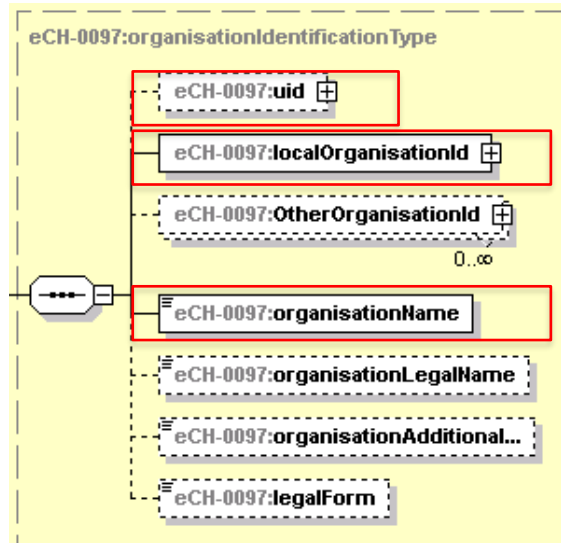 eCH-0097:organisationIdentificationType
eCH-0097:uid
eCH-0097:localOrganisationId
eCH-0097:OtherOrganisationId
0..∞
eCH-0097:organisationName
eCH-0097:organisationLegalName
eCH-0097:organisationAdditional...
eCH-0097:legalForm